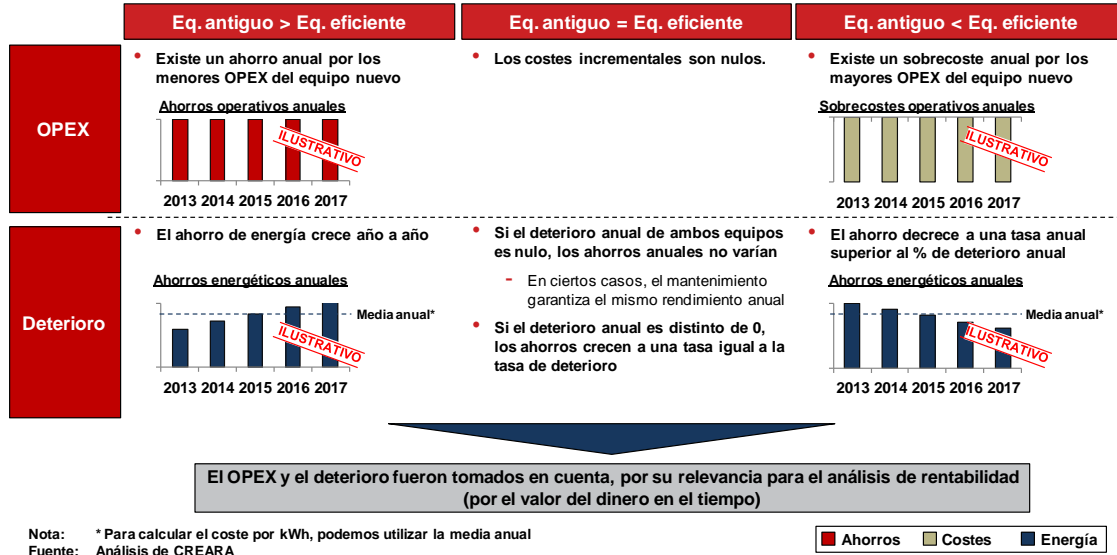 Eq. antiguo > Eq. eficiente
Eq. antiguo = Eq. eficiente
Eq. antiguo < Eq. eficiente
OPEX
• Existe un ahorro anual por los
menores OPEX del equipo nuevo
Ahorros operativos anuales
ILUSTRATIVO
2013 2014 2015 2016 2017
• Los costes incrementales son nulos.
• Existe un sobrecoste anual por los
mayores OPEX del equipo nuevo
Sobrecostes operativos anuales
ILUSTRATIVO
2013 2014 2015 2016 2017
Deterioro
• El ahorro de energía crece año a año
Ahorros energéticos anuales
Media anual*
ILUSTRATIVO
2013 2014 2015 2016 2017
• Si el deterioro anual de ambos equipos
es nulo, los ahorros anuales no varían
- En ciertos casos, el mantenimiento
garantiza el mismo rendimiento anual
• Si el deterioro anual es distinto de 0,
los ahorros crecen a una tasa igual a la
tasa de deterioro
• El ahorro decrece a una tasa anual
superior al % de deterioro anual
Ahorros energéticos anuales
Media anual*
ILUSTRATIVO
2013 2014 2015 2016 2017
El OPEX y el deterioro fueron tomados en cuenta, por su relevancia para el análisis de rentabilidad
(por el valor del dinero en el tiempo)
Nota: * Para calcular el coste por kWh, podemos utilizar la media anual
Fuente: Análisis de CREARA
Ahorros Costes Energía